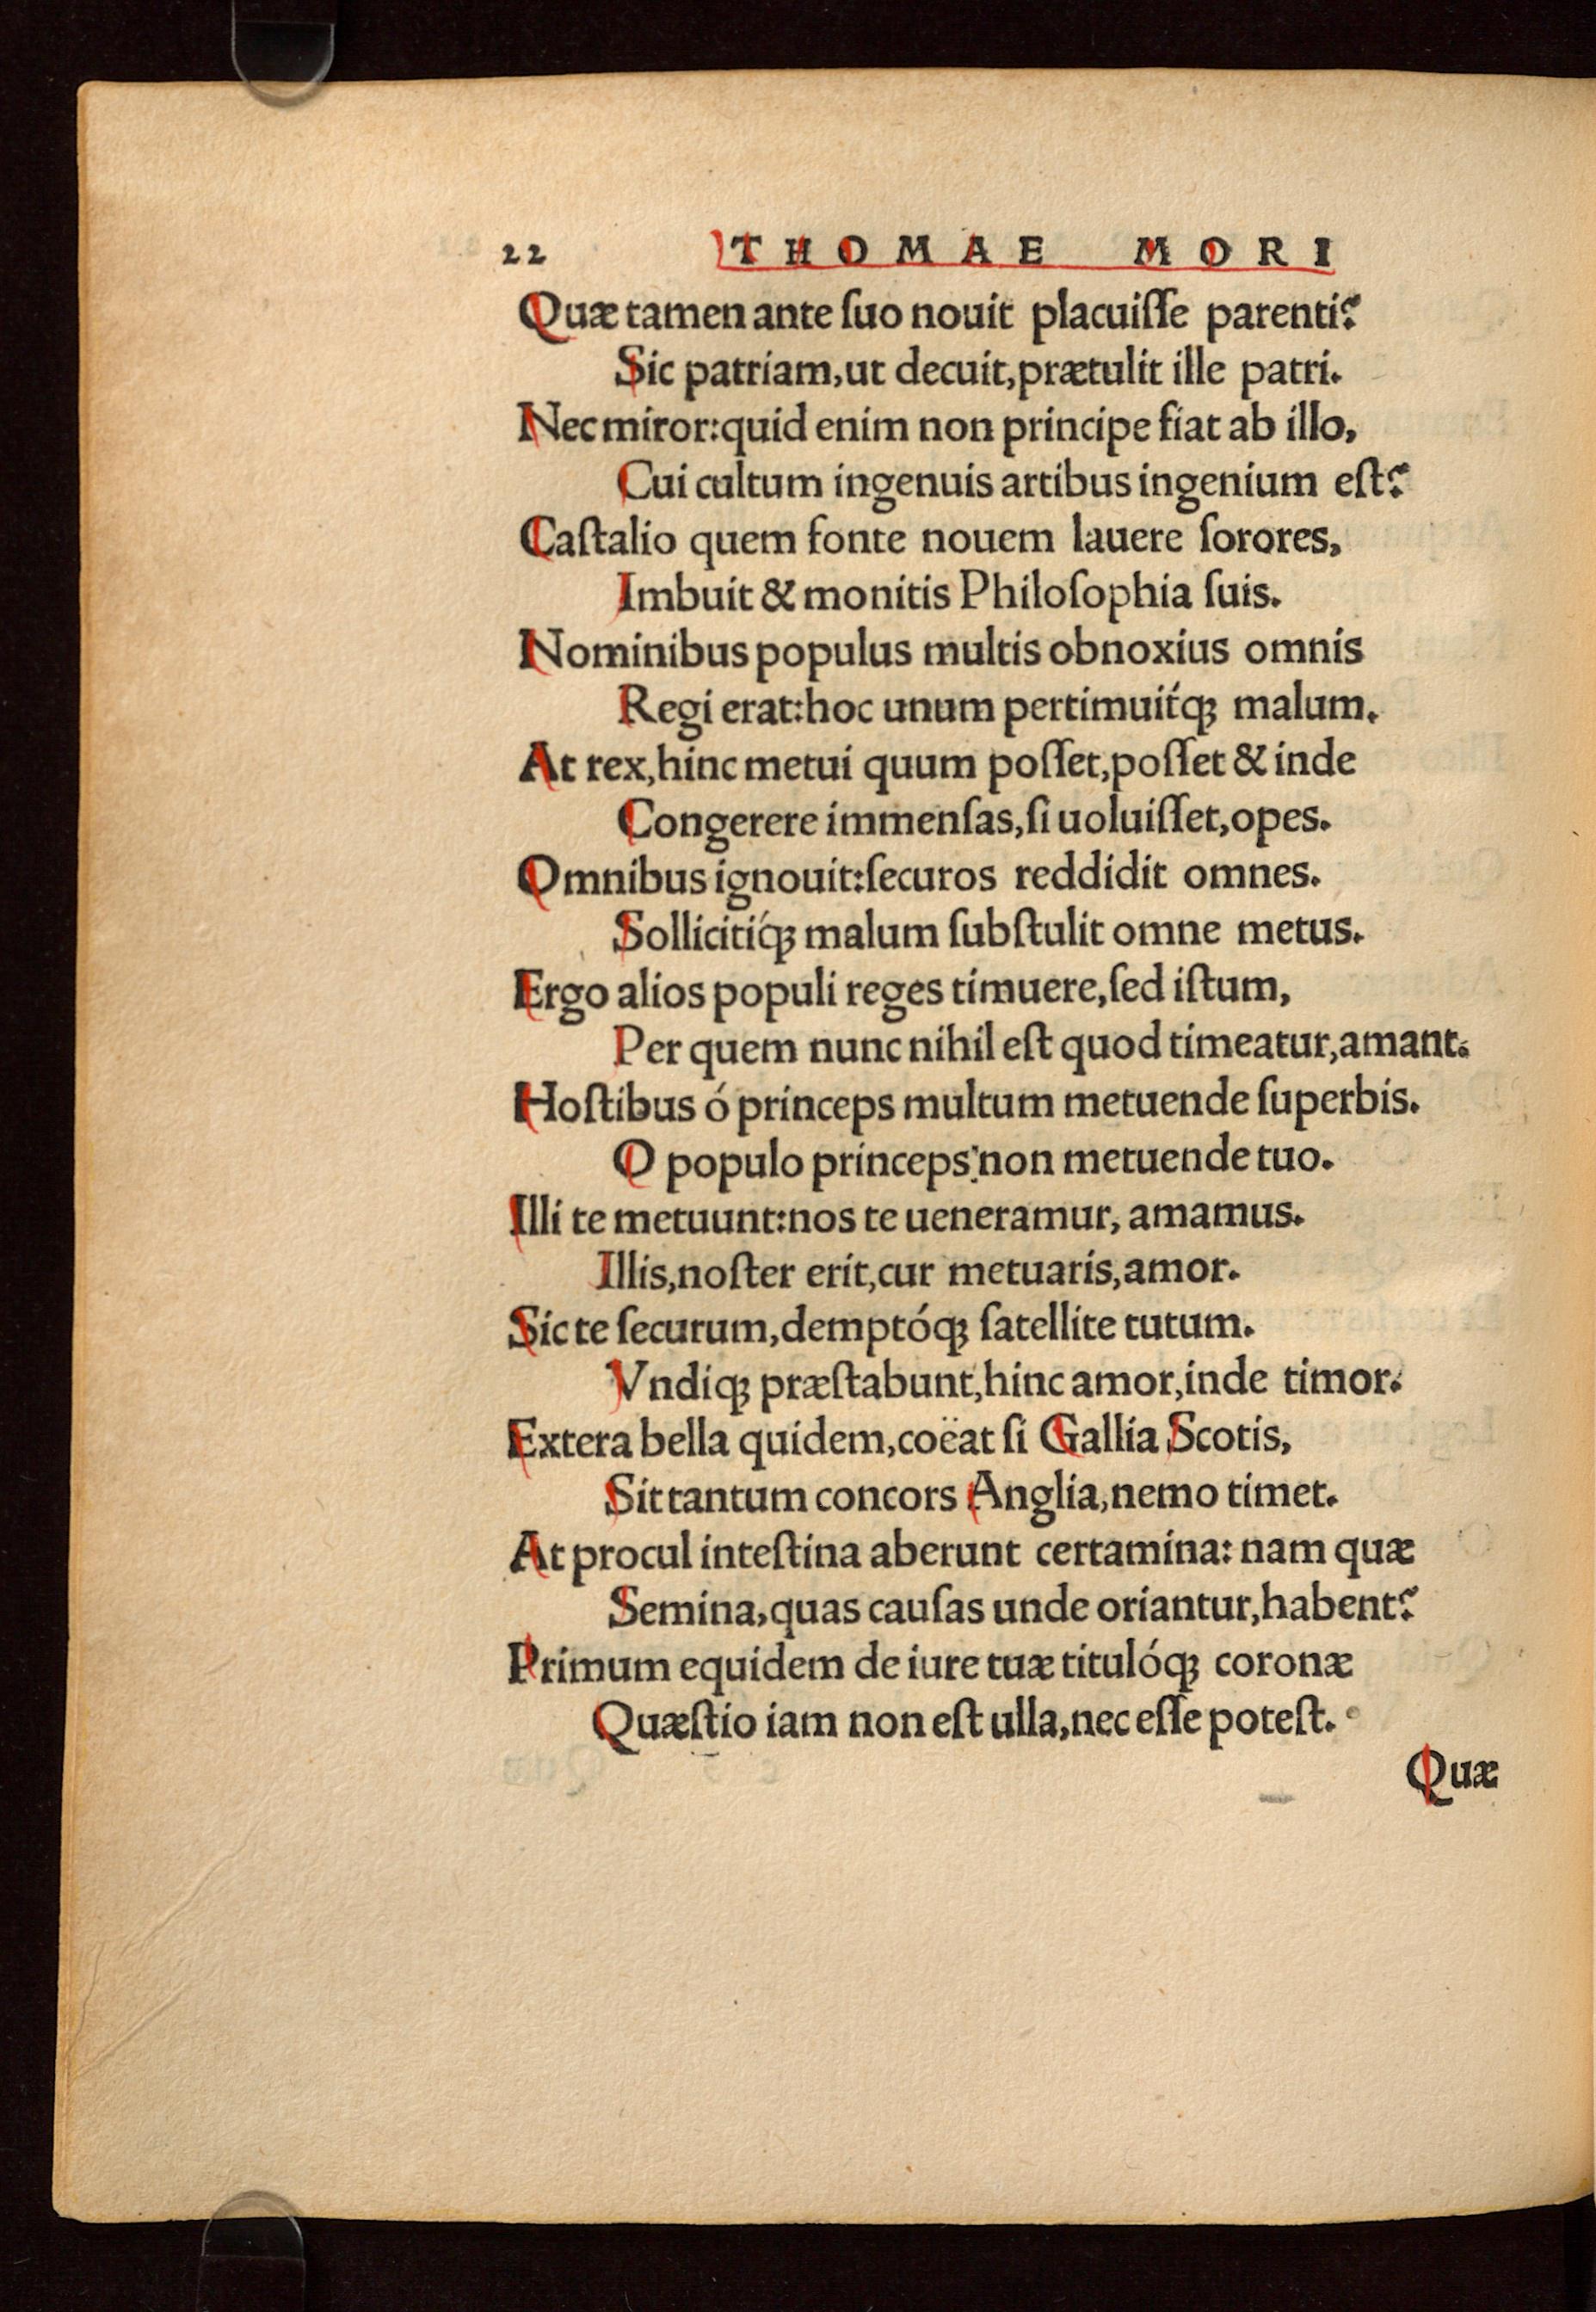 22 THOMAE MORI
Quæ tamen ante ſuo nouit placuiſſe parenti?
Sic patriam, ut decuit, prætulit ille patri.
Nec miror: quid enim non principe fiat ab illo,
Cui cultum ingenuis artibus ingenium eſt?
Caſtalio quem fonte nouem lauere ſorores,
Imbuit & monitis Philoſophia ſuis.
Nominibus populus multis obnoxius omnis
Regi erat: hoc unum pertimuit́qꝫ malum.
At rex, hinc metui quum poſſet, poſſet & inde
Congerere immenſas, ſi uoluiſſet, opes.
Omnibus ignouit: ſecuros reddidit omnes.
Sollicitiq́ꝫ malum ſubſtulit omne metus.
Ergo alios populi reges timuere, ſed iſtum,
Per quem nunc nihil eſt quod timeatur, amant.
Hoſtibus ó princeps multum metuende ſuperbis.
O populo princeps: non metuende tuo.
Illi te metuunt: nos te ueneramur, amamus.
Illis, noſter erit, cur metuaris, amor.
Sic te ſecurum, demptóqꝫ ſatellite tutum.
Vndiqꝫ præſtabunt, hinc amor, inde timor.
Extera bella quidem, coëat ſi Gallia Scotis,
Sit tantum concors Anglia, nemo timet.
At procul inteſtina aberunt certamina: nam quæ
Semina, quas cauſas unde oriantur, habent?
Primum equidem de iure tuæ titulóqꝫ coronæ
Quæſtio iam non eſt ulla, nec eſſe poteſt.
Quæ